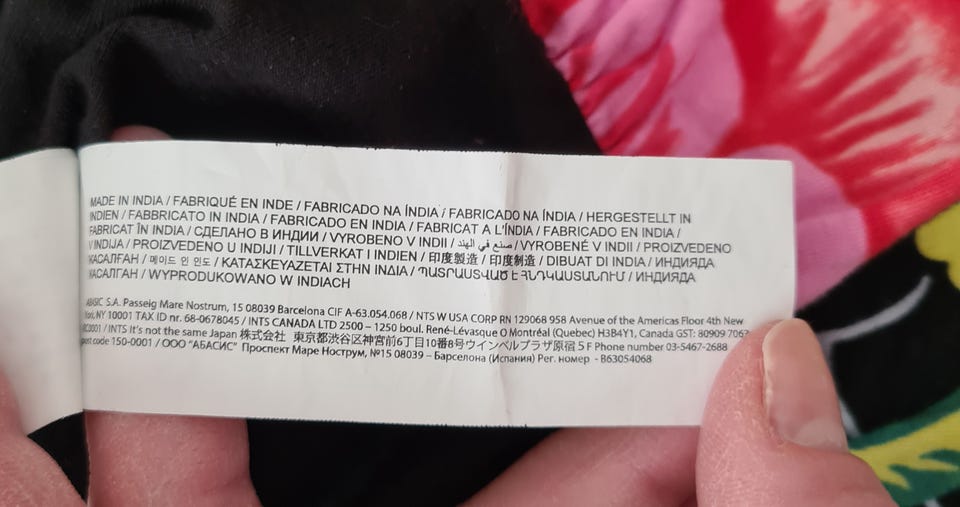 MADE IN INDIA / FABRIQUÉ EN INDE / FABRICADO NA ÍNDIA / FABRICADO NA ÍNDIA / HERGESTELLT IN
INDIEN / FABBRICATO IN INDIA / FABRICADO EN INDIA / FABRICAT A L'ÍNDIA / FABRICADO EN INDIA /
FABRICAT ÎN INDIA / СДЕЛАНО В ИНДИИ / VYROBENO V INDII / صنع في الهند / VYROBENÉ V INDII / PROIZVEDENO
V INDIJA / PROIZVEDENO U INDIJI / TILLVERKAT I INDIEN / 印度製造 / 印度制造 / DIBUAT DI INDIA / ИНДИЯДА
ЖАСАЛҒАН / 메이드 인 인도 / ΚΑΤΑΣΚΕΥΑΖΕΤΑΙ ΣΤΗΝ ΙΝΔΙΑ / ՊԱՏՐԱՍՏՎԱԾ Է ՀՆԴԿԱՍՏԱՆՈՒՄ / ИНДИЯДА
ЖАСАЛГАН / WYPRODUKOWANO W INDIACH
ABASIC S.A. Passeig Mare Nostrum, 15 08039 Barcelona CIF A-63.054.068 / NTS W USA CORP RN 129068 958 Avenue of the Americas Floor 4th New
York, NY 10001 TAX ID nr. 68-0678045 / INTS CANADA LTD 2500 – 1250 boul. René-Lévasque O Montréal (Quebec) H3B4Y1, Canada GST: 80909 7063
RC0001 / INTS It's not the same Japan 株式会社 東京都渋谷区神宮前6丁目10番8号ウインベルプラザ原宿 5 F Phone number 03-5467-2688
post code 150-0001 / ООО "АБАСИС" Проспект Маре Нострум, №15 08039 – Барселона (Испания) Рег. номер - B63054068